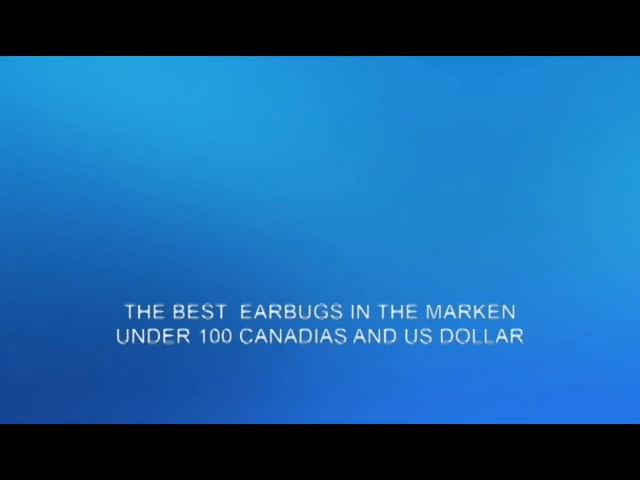 THE BEST  EARBUGS IN THE MARKEN
UNDER 100 CANADIAS AND US DOLLAR